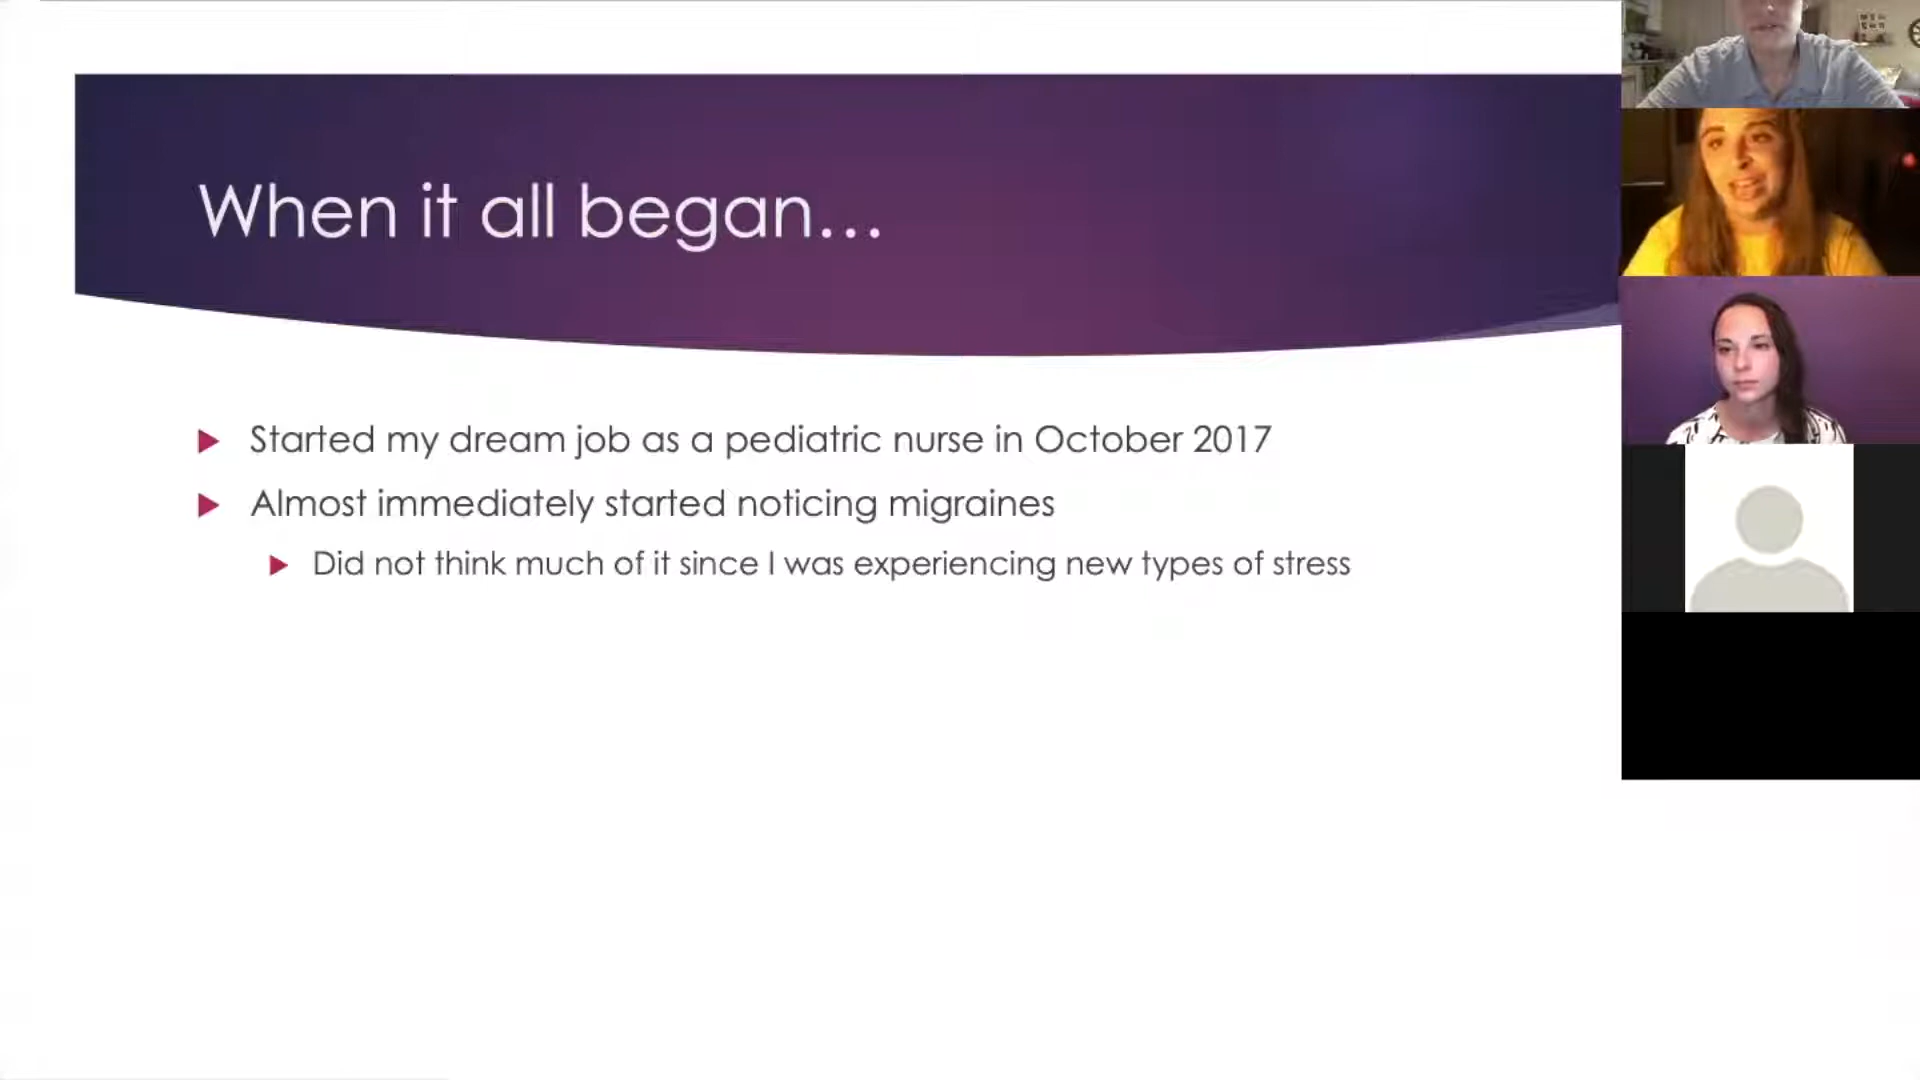 When it all began…
Started my dream job as a pediatric nurse in October 2017
Almost immediately started noticing migraines
Did not think much of it since I was experiencing new types of stress